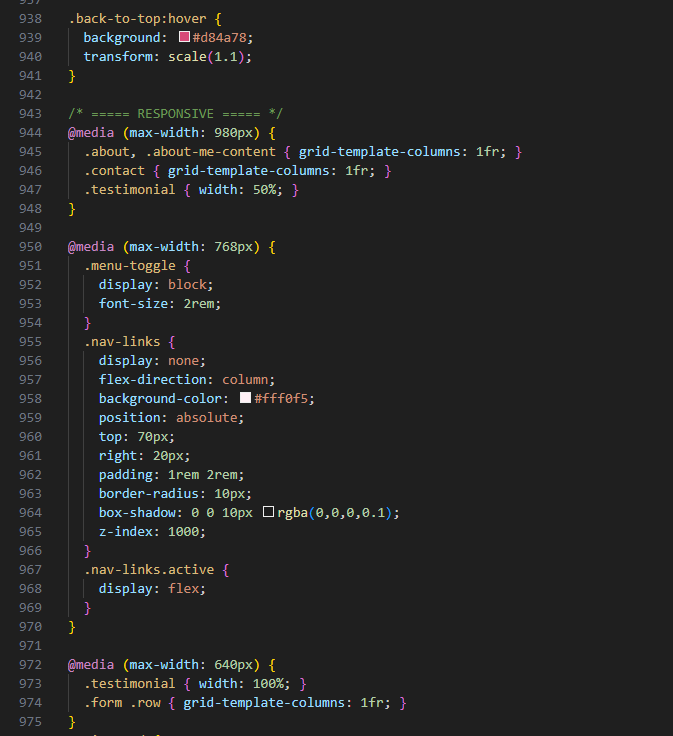 938 .back-to-top:hover {
939 background: #d84a78;
940 transform: scale(1.1);
941 }
942
943 /* ===== RESPONSIVE ===== */
944 @media (max-width: 980px) {
945 .about, .about-me-content { grid-template-columns: 1fr; }
946 .contact { grid-template-columns: 1fr; }
947 .testimonial { width: 50%; }
948 }
949
950 @media (max-width: 768px) {
951 .menu-toggle {
952 display: block;
953 font-size: 2rem;
954 }
955 .nav-links {
956 display: none;
957 flex-direction: column;
958 background-color: #fff0f5;
959 position: absolute;
960 top: 70px;
961 right: 20px;
962 padding: 1rem 2rem;
963 border-radius: 10px;
964 box-shadow: 0 0 10px rgba(0,0,0,0.1);
965 z-index: 1000;
966 }
967 .nav-links.active {
968 display: flex;
969 }
970 }
971
972 @media (max-width: 640px) {
973 .testimonial { width: 100%; }
974 .form .row { grid-template-columns: 1fr; }
975 }